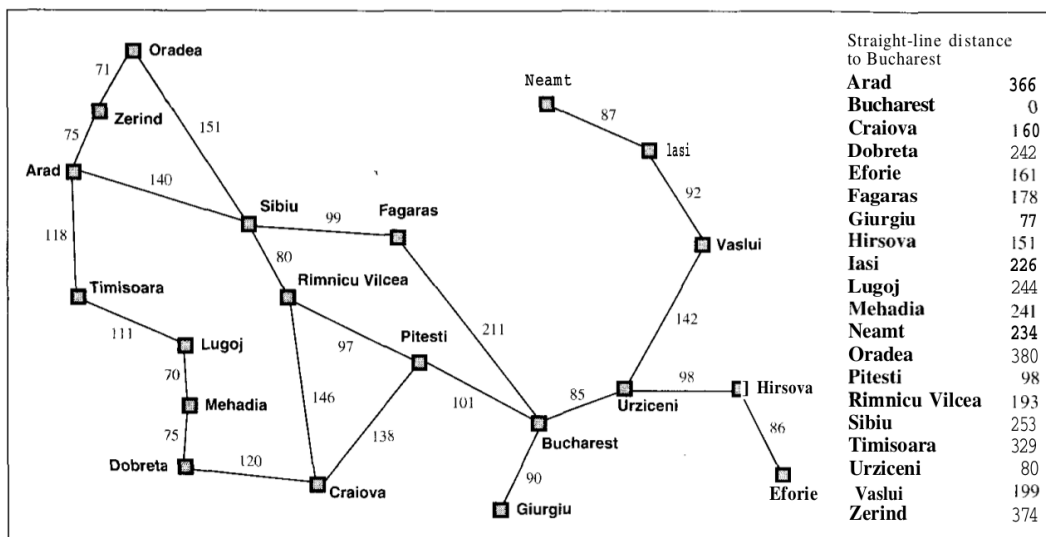 Oradea
71
Neamt
Zerind
87
151
75
Iasi
Arad
140
92
Sibiu
99
Fagaras
118
80
Vaslui
Timisoara
Rimnicu Vilcea
142
211
111
Lugoj
97
Pitesti
70
98
Hirsova
146
85
Urziceni
Mehadia
101
86
138
Bucharest
75
120
90
Dobreta
Craiova
Eforie
Giurgiu
Straight-line distance
to Bucharest
Arad 366
Bucharest 0
Craiova 160
Dobreta 242
Eforie 161
Fagaras 178
Giurgiu 77
Hirsova 151
Iasi 226
Lugoj 244
Mehadia 241
Neamt 234
Oradea 380
Pitesti 98
Rimnicu Vilcea 193
Sibiu 253
Timisoara 329
Urziceni 80
Vaslui 199
Zerind 374